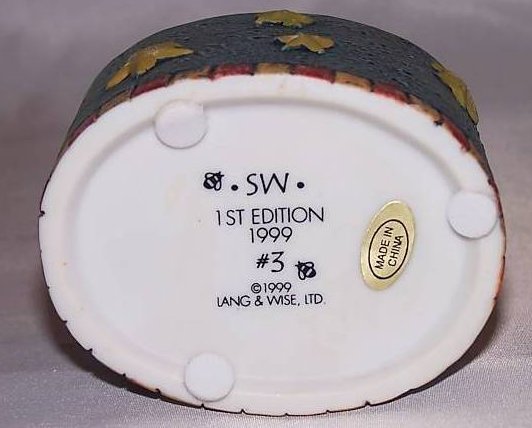 • SW •
1ST EDITION
1999
#3
©1999
LANG & WISE, LTD.
MADE IN
CHINA